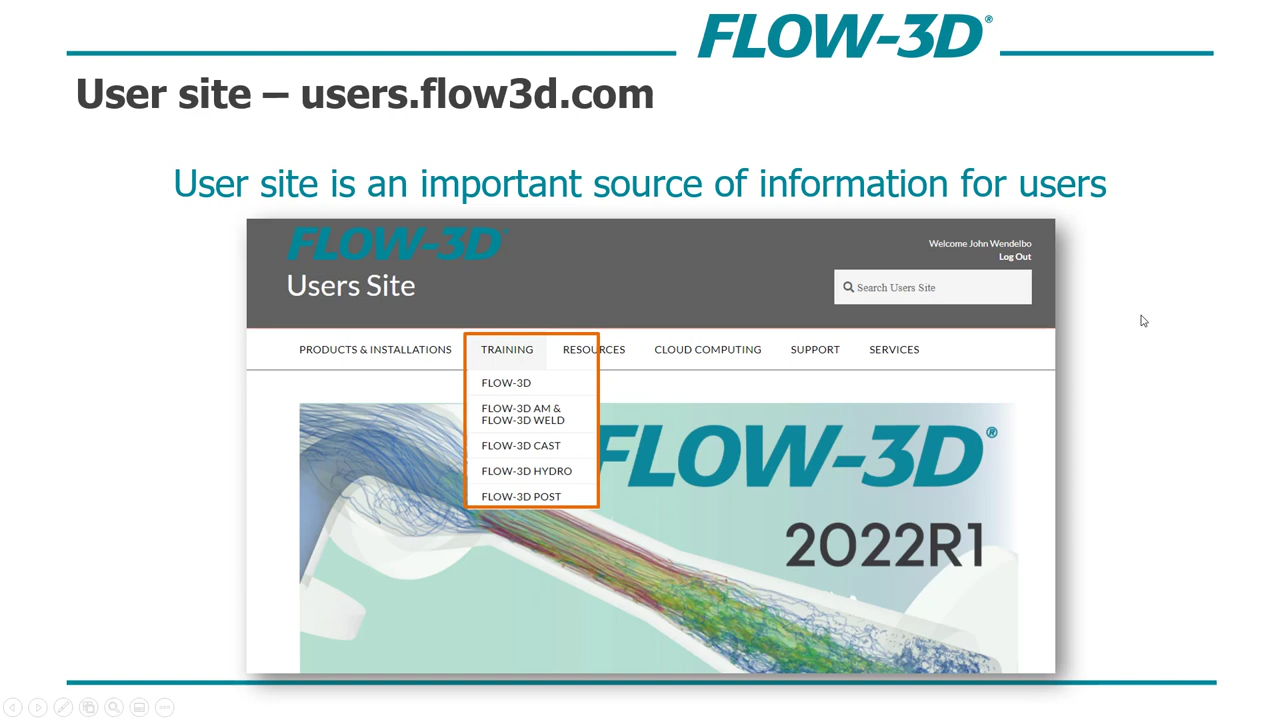 FLOW-3D®
User site – users.flow3d.com
User site is an important source of information for users
FLOW-3D®
Users Site
Welcome John Wendelbo
Log Out
Search Users Site
PRODUCTS & INSTALLATIONS TRAINING RESOURCES CLOUD COMPUTING SUPPORT SERVICES
FLOW-3D
FLOW-3D AM &
FLOW-3D WELD
FLOW-3D CAST
FLOW-3D HYDRO
FLOW-3D POST
FLOW-3D®
2022R1